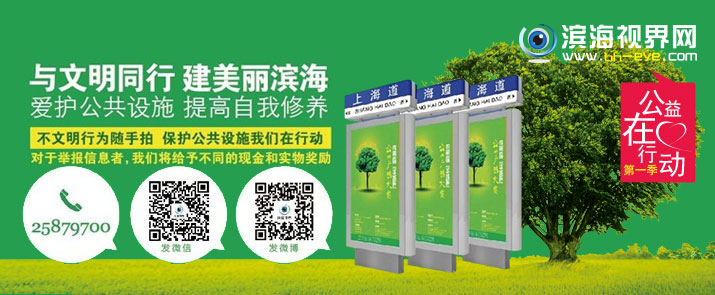 滨海视界网
www.bh-eye.com
与文明同行 建美丽滨海
爱护公共设施 提高自我修养
不文明行为随手拍 保护公共设施我们在行动
对于举报信息者，我们将给予不同的现金和实物奖励
25879700
发微信
发微博
上海道
SHANG HAI DAO
海道
HAI DAO
海道
HAI DAO
公益
在行动
第一季